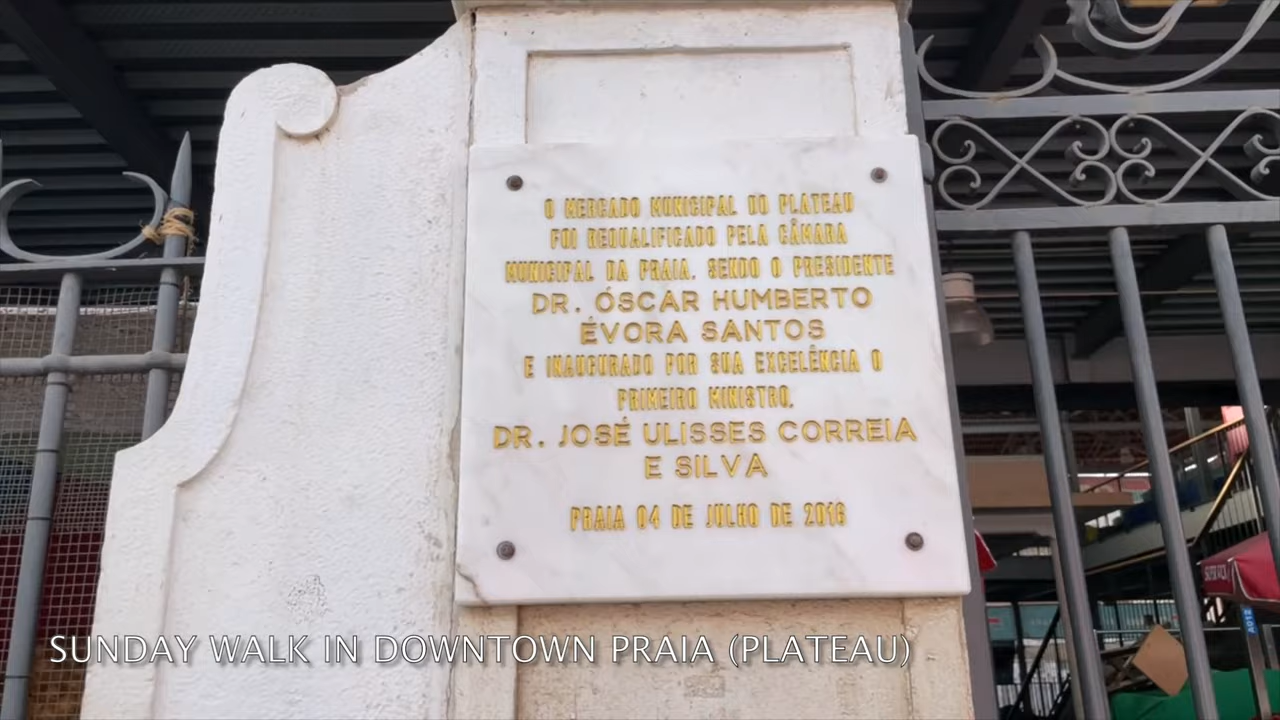 O MERCADO MUNICIPAL DO PLATEAU
FOI REQUALIFICADO PELA CÂMARA
MUNICIPAL DA PRAIA, SENDO O PRESIDENTE
DR. ÓSCAR HUMBERTO
ÉVORA SANTOS
E INAUGURADO POR SUA EXCELÊNCIA O
PRIMEIRO MINISTRO,
DR. JOSÉ ULISSES CORREIA
E SILVA
PRAIA 04 DE JULHO DE 2016
SUNDAY WALK IN DOWNTOWN PRAIA (PLATEAU)